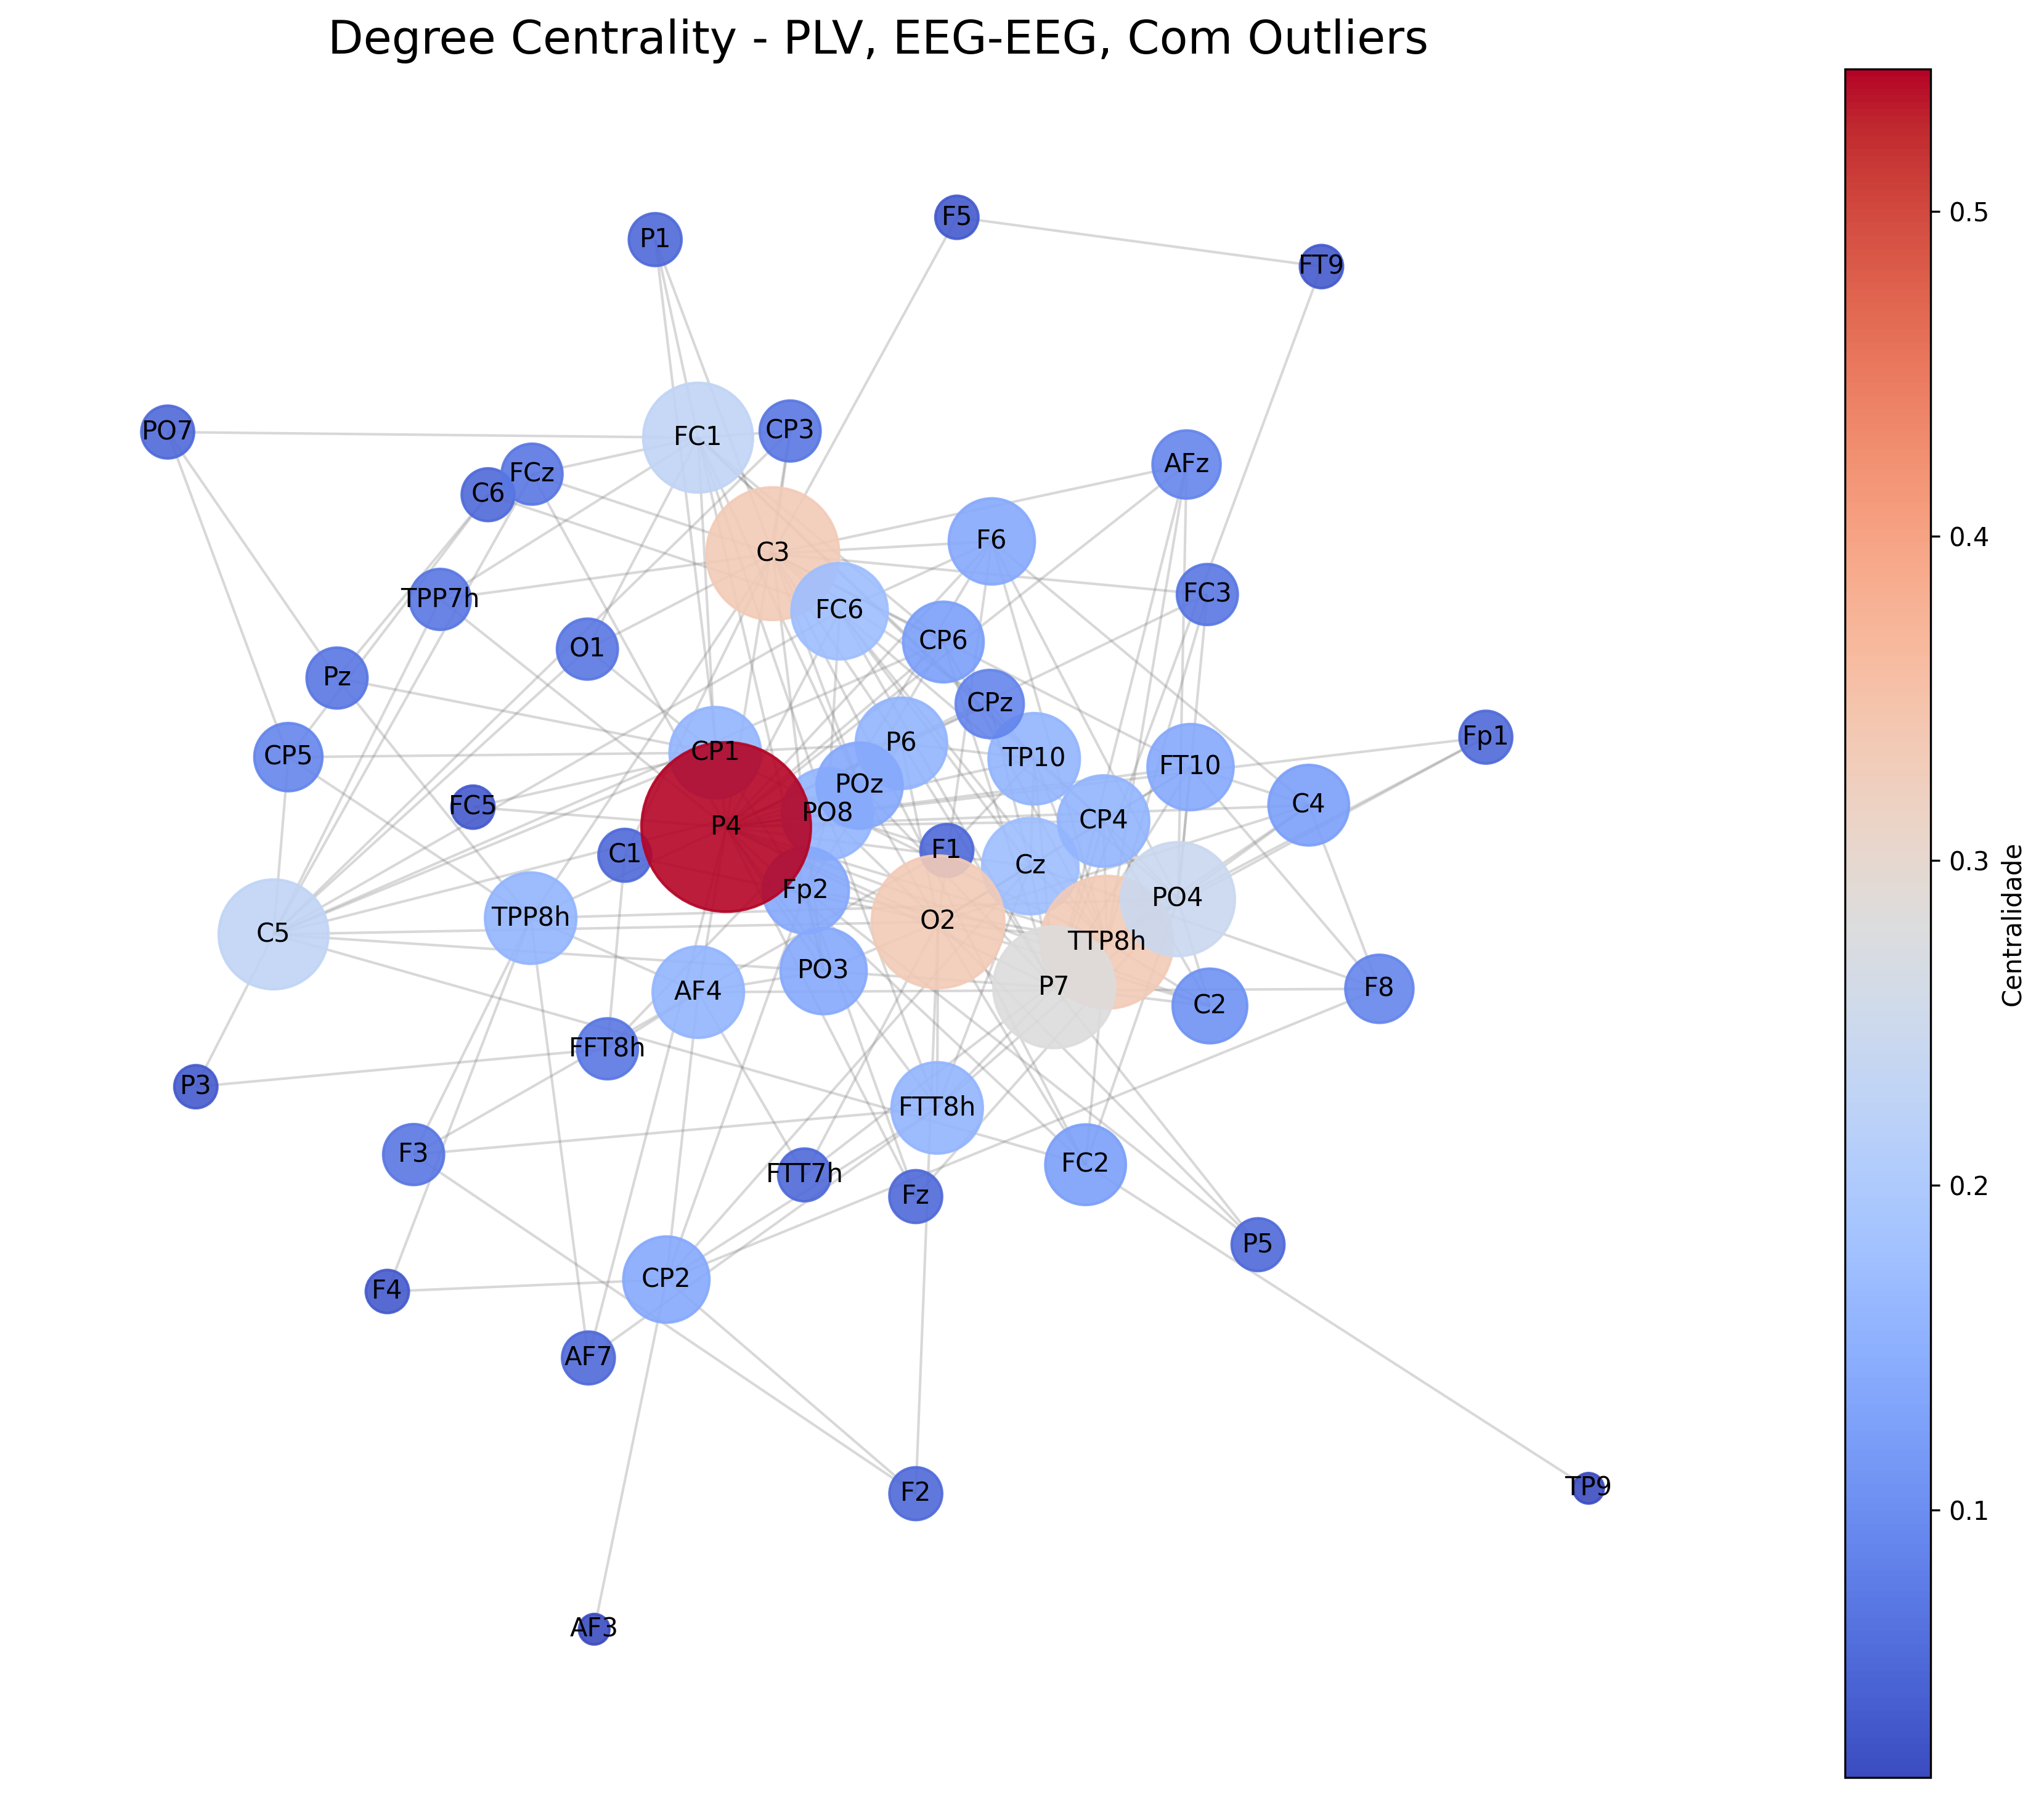 Degree Centrality - PLV, EEG-EEG, Com Outliers
F5
P1
FT9
0.5
PO7
FC1
CP3
FCz
C6
AFz
F6
0.4
C3
FC3
TPP7h
FC6
O1
CP6
Pz
CPz
Fp1
P6
CP1
CP5
TP10
FT10
POz
C4
FC5
PO8
CP4
P4
C1
F1
Cz
0.3
Fp2
PO4
TPP8h
O2
C5
TTP8h
Centralidade
PO3
P7
AF4
F8
C2
FFT8h
P3
FTT8h
F3
FC2
FTT7h
0.2
Fz
P5
CP2
F4
AF7
TP9
F2
0.1
AF3